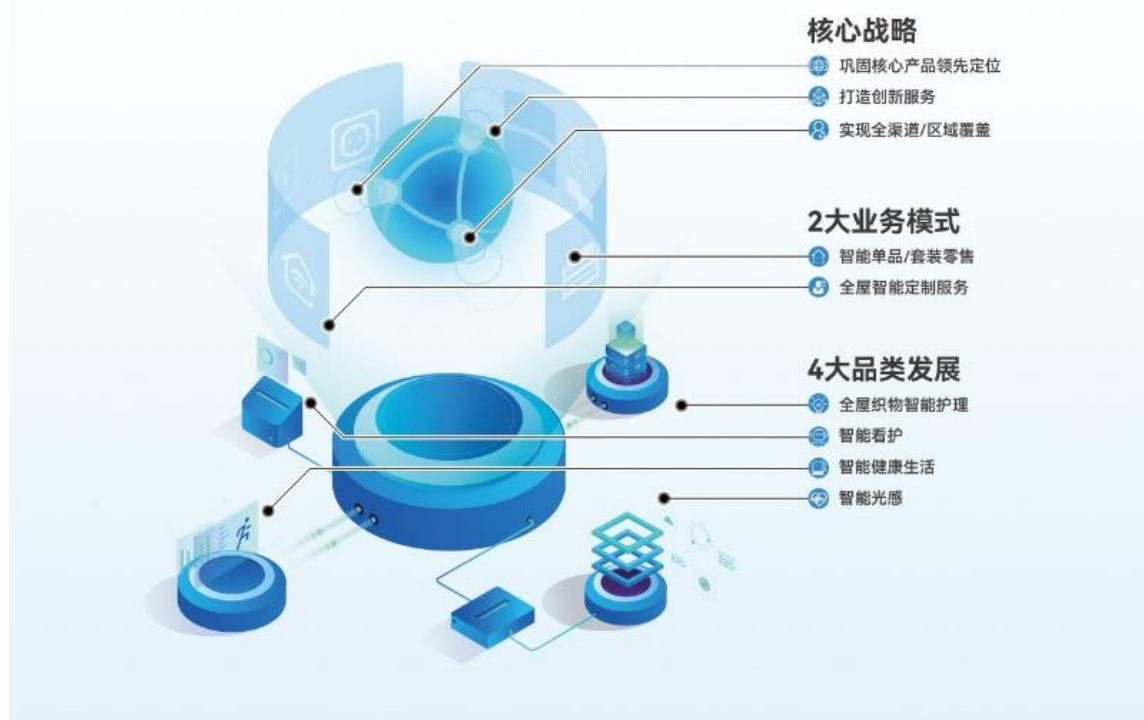 核心战略
巩固核心产品领先定位
打造创新服务
实现全渠道/区域覆盖
2大业务模式
智能单品/套装零售
全屋智能定制服务
4大品类发展
全屋织物智能护理
智能看护
智能健康生活
智能光感